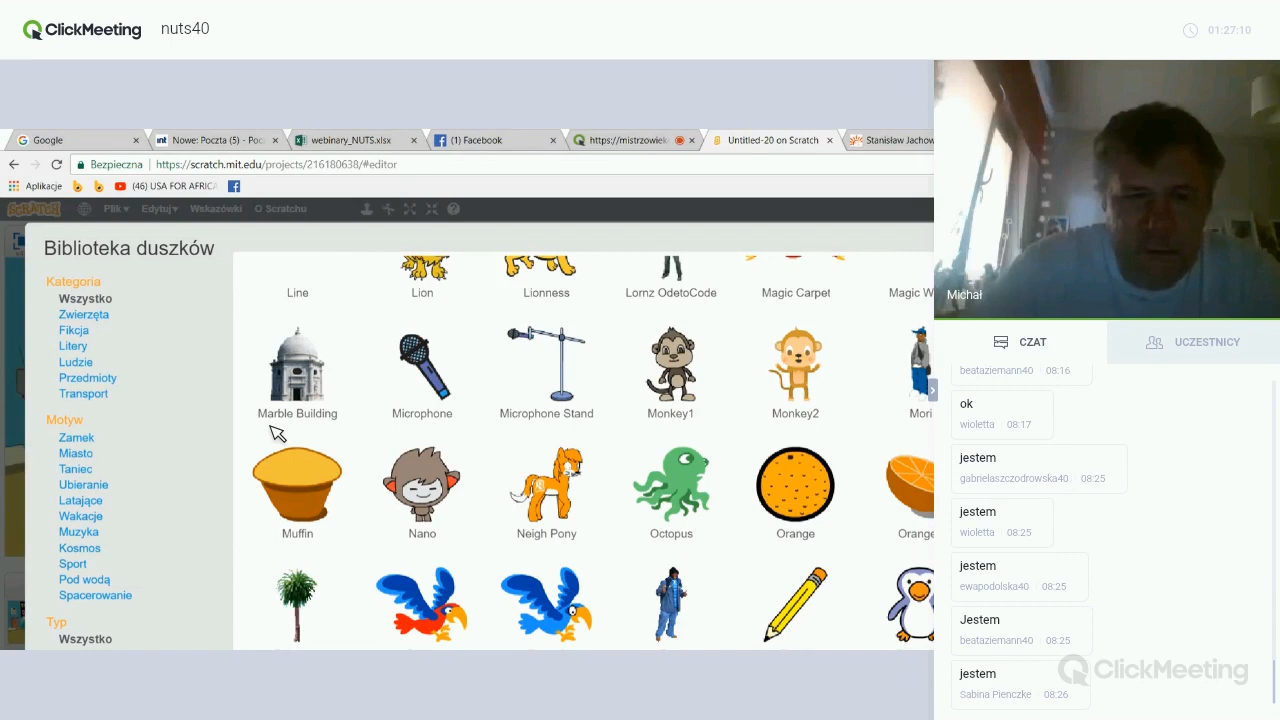 ClickMeeting
nuts40
01:27:10
Google
Nowe: Poczta (5) - Poc
webinary_NUTS.xlsx
(1) Facebook
https://mistrzowiek
Untitled-20 on Scratch
Stanisław Jachow
Bezpieczna
https://scratch.mit.edu/projects/216180638/#editor
Aplikacje
(46) USA FOR AFRICA
SCRATCH
Plik
Edytuj
Wskazówki
O Scratchu
Biblioteka duszków
Kategoria
Wszystko
Zwierzęta
Fikcja
Litery
Ludzie
Przedmioty
Transport
Motyw
Zamek
Miasto
Taniec
Ubieranie
Latające
Wakacje
Muzyka
Kosmos
Sport
Pod wodą
Spacerowanie
Typ
Wszystko
Line
Lion
Lionness
Lornz OdetoCode
Magic Carpet
Magic W
Marble Building
Microphone
Microphone Stand
Monkey1
Monkey2
Mori
Muffin
Nano
Neigh Pony
Octopus
Orange
Orange
Michał
CZAT
UCZESTNICY
beataziemann40 08:16
ok
wioletta 08:17
jestem
gabrielaszczodrowska40 08:25
jestem
wioletta 08:25
jestem
ewapodolska40 08:25
Jestem
beataziemann40 08:25
jestem
Sabina Pienczke 08:26
ClickMeeting